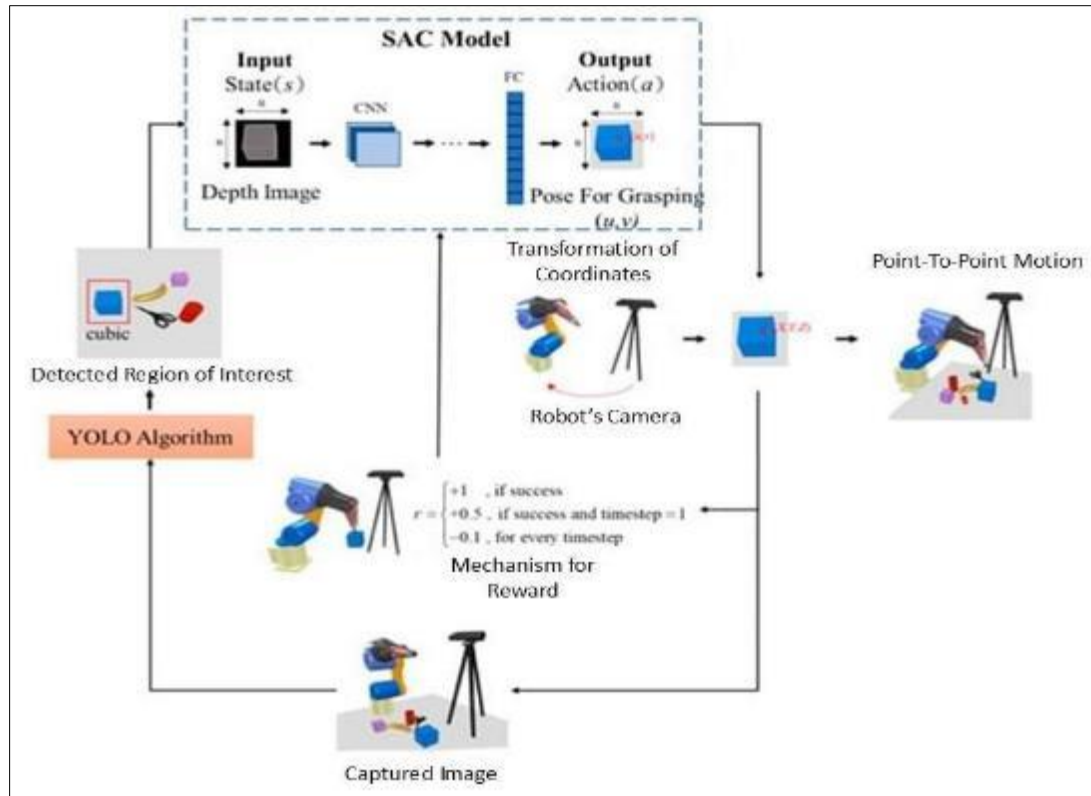 SAC Model
Input
State(s)
n
n
Depth Image
CNN
FC
Output
Action(a)
n
n
Pose For Grasping
(u,v)
Transformation of
Coordinates
Robot's Camera
Point-To-Point Motion
cubic
Detected Region of Interest
YOLO Algorithm
r = { +1 , if success
+0.5 , if success and timestep = 1
−0.1 , for every timestep
Mechanism for
Reward
Captured Image